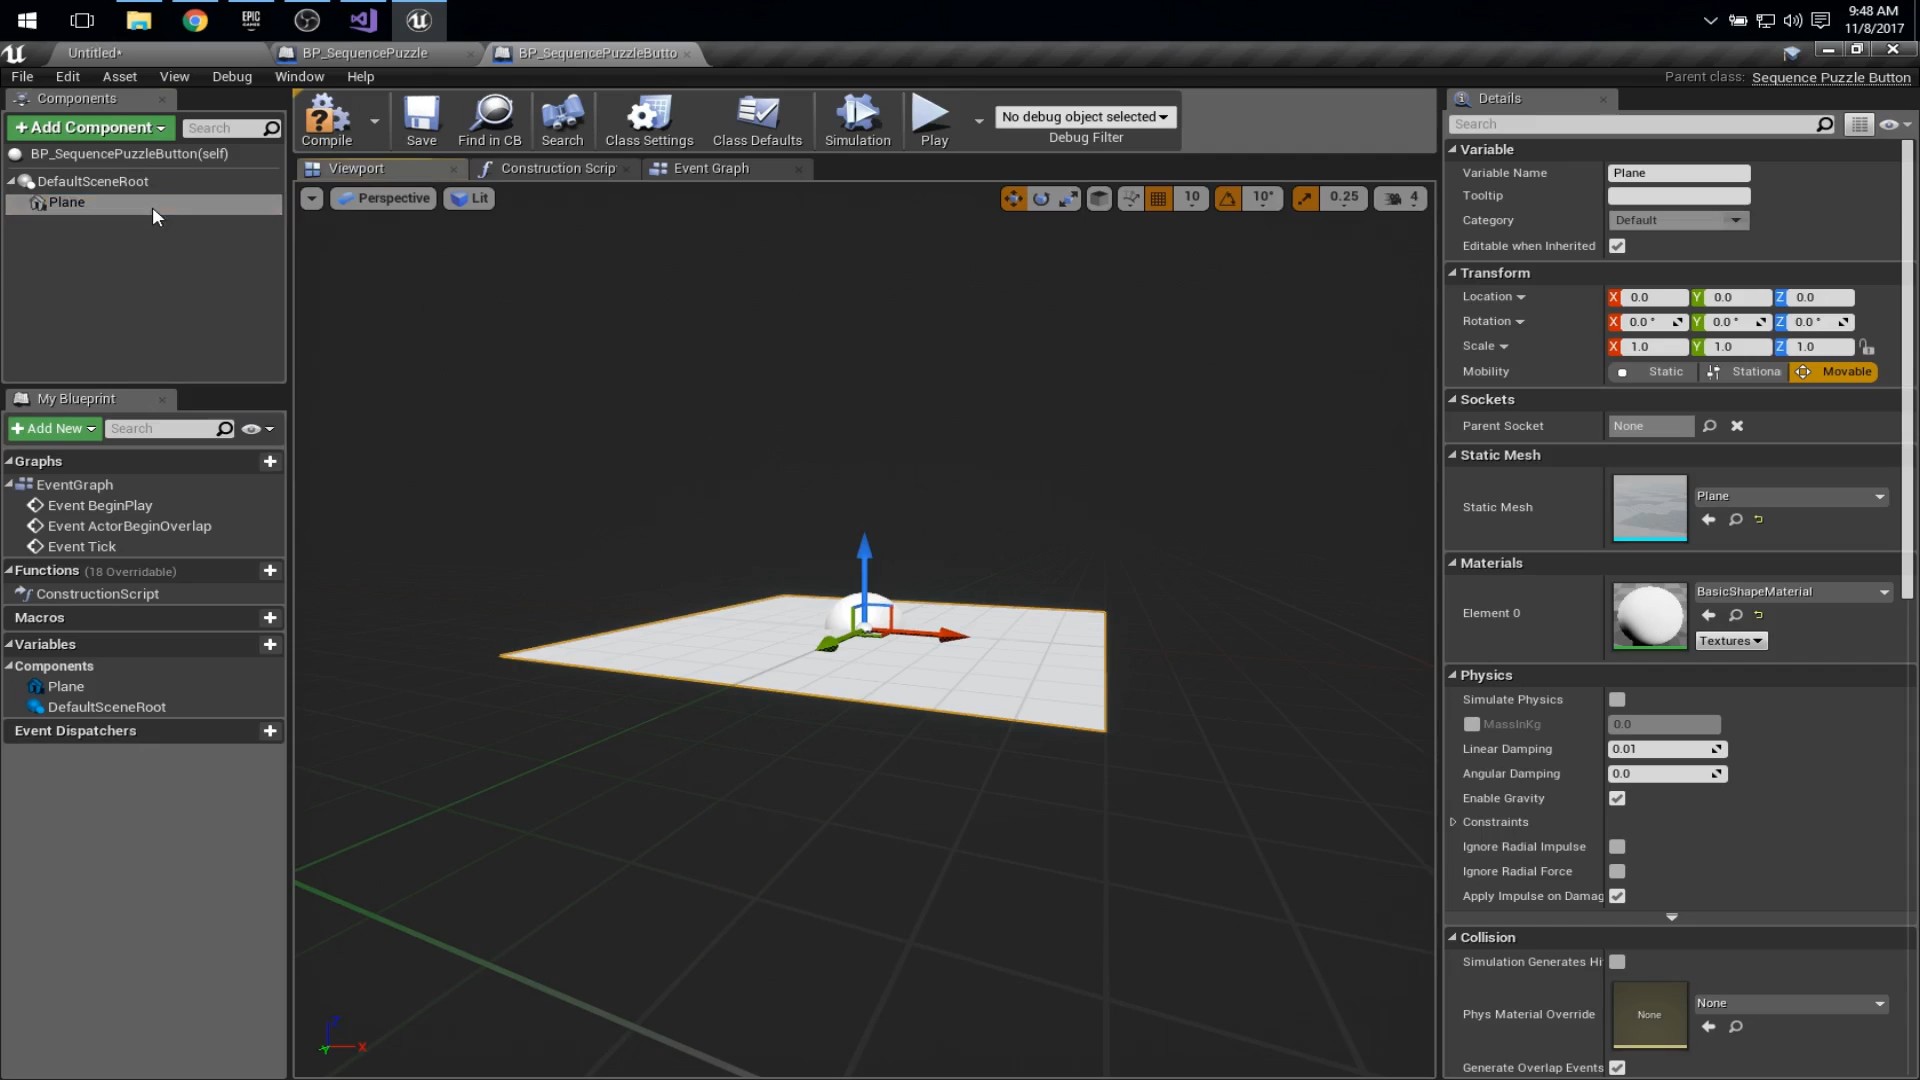 EPIC
GAMES
9:48 AM
11/8/2017
Untitled*
BP_SequencePuzzle
BP_SequencePuzzleButto
File Edit Asset View Debug Window Help
Parent class: Sequence Puzzle Button
Components
+Add Component
Search
BP_SequencePuzzleButton(self)
DefaultSceneRoot
Plane
My Blueprint
+Add New
Search
Graphs
EventGraph
Event BeginPlay
Event ActorBeginOverlap
Event Tick
Functions (18 Overridable)
ConstructionScript
Macros
Variables
Components
Plane
DefaultSceneRoot
Event Dispatchers
Compile
Save
Find in CB
Search
Class Settings
Class Defaults
Simulation
Play
No debug object selected
Debug Filter
Viewport
Construction Scrip
Event Graph
Perspective
Lit
10
10°
0.25
4
X
Details
Search
Variable
Variable Name Plane
Tooltip
Category Default
Editable when Inherited
Transform
Location X 0.0 Y 0.0 Z 0.0
Rotation X 0.0 ° Y 0.0 ° Z 0.0 °
Scale X 1.0 Y 1.0 Z 1.0
Mobility Static Stationa Movable
Sockets
Parent Socket None
Static Mesh
Static Mesh Plane
Materials
Element 0 BasicShapeMaterial
Textures
Physics
Simulate Physics
MassInKg 0.0
Linear Damping 0.01
Angular Damping 0.0
Enable Gravity
Constraints
Ignore Radial Impulse
Ignore Radial Force
Apply Impulse on Damag
Collision
Simulation Generates Hi
Phys Material Override None None
Generate Overlap Events